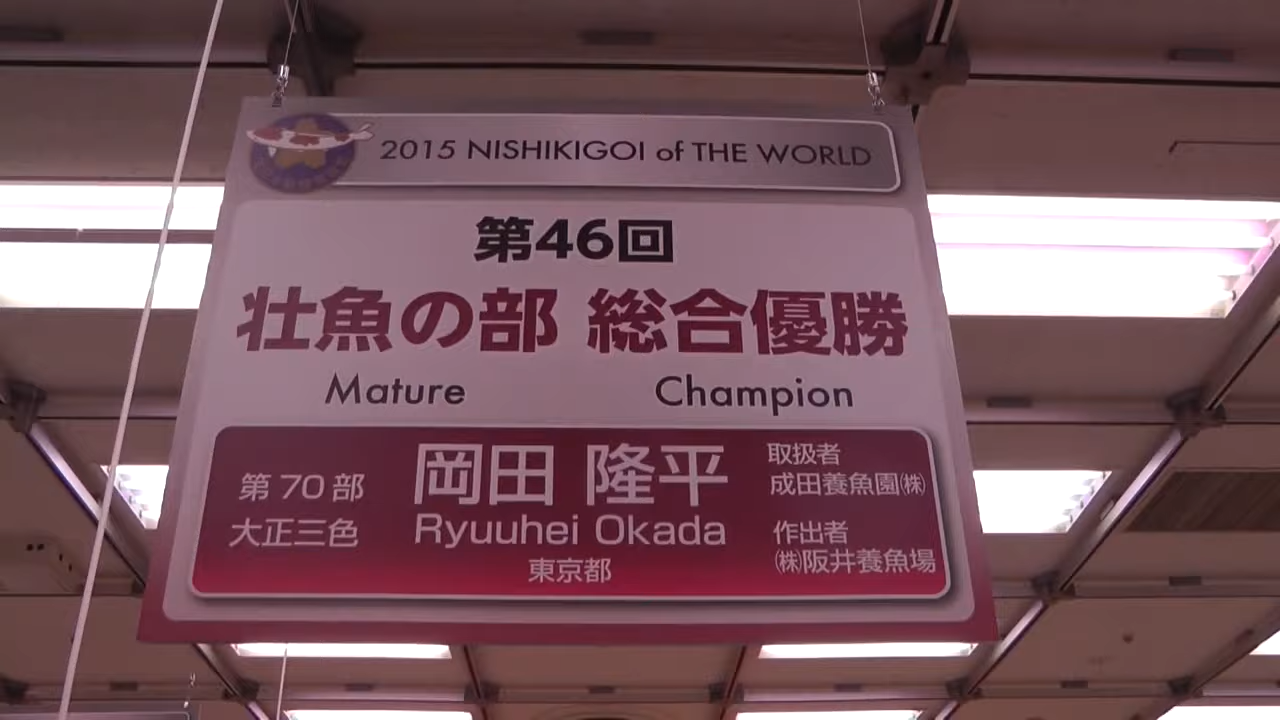 2015 NISHIKIGOI of THE WORLD
第46回
壮魚の部 総合優勝
Mature Champion
第70部
大正三色
岡田 隆平
Ryuuhei Okada
東京都
取扱者
成田養魚園㈱
作出者
㈱阪井養魚場